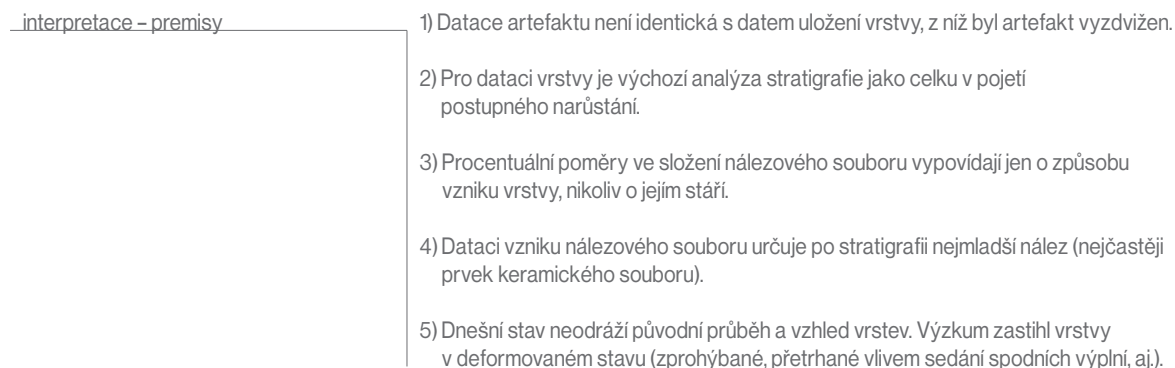 interpretace – premisy
1) Datace artefaktu není identická s datem uložení vrstvy, z níž byl artefakt vyzdvižen.
2) Pro dataci vrstvy je výchozí analýza stratigrafie jako celku v pojetí
postupného narůstání.
3) Procentuální poměry ve složení nálezového souboru vypovídají jen o způsobu
vzniku vrstvy, nikoliv o jejím stáří.
4) Dataci vzniku nálezového souboru určuje po stratigrafii nejmladší nález (nejčastěji
prvek keramického souboru).
5) Dnešní stav neodráží původní průběh a vzhled vrstev. Výzkum zastihl vrstvy
v deformovaném stavu (zprohýbané, přetrhané vlivem sedání spodních výplní, aj.).